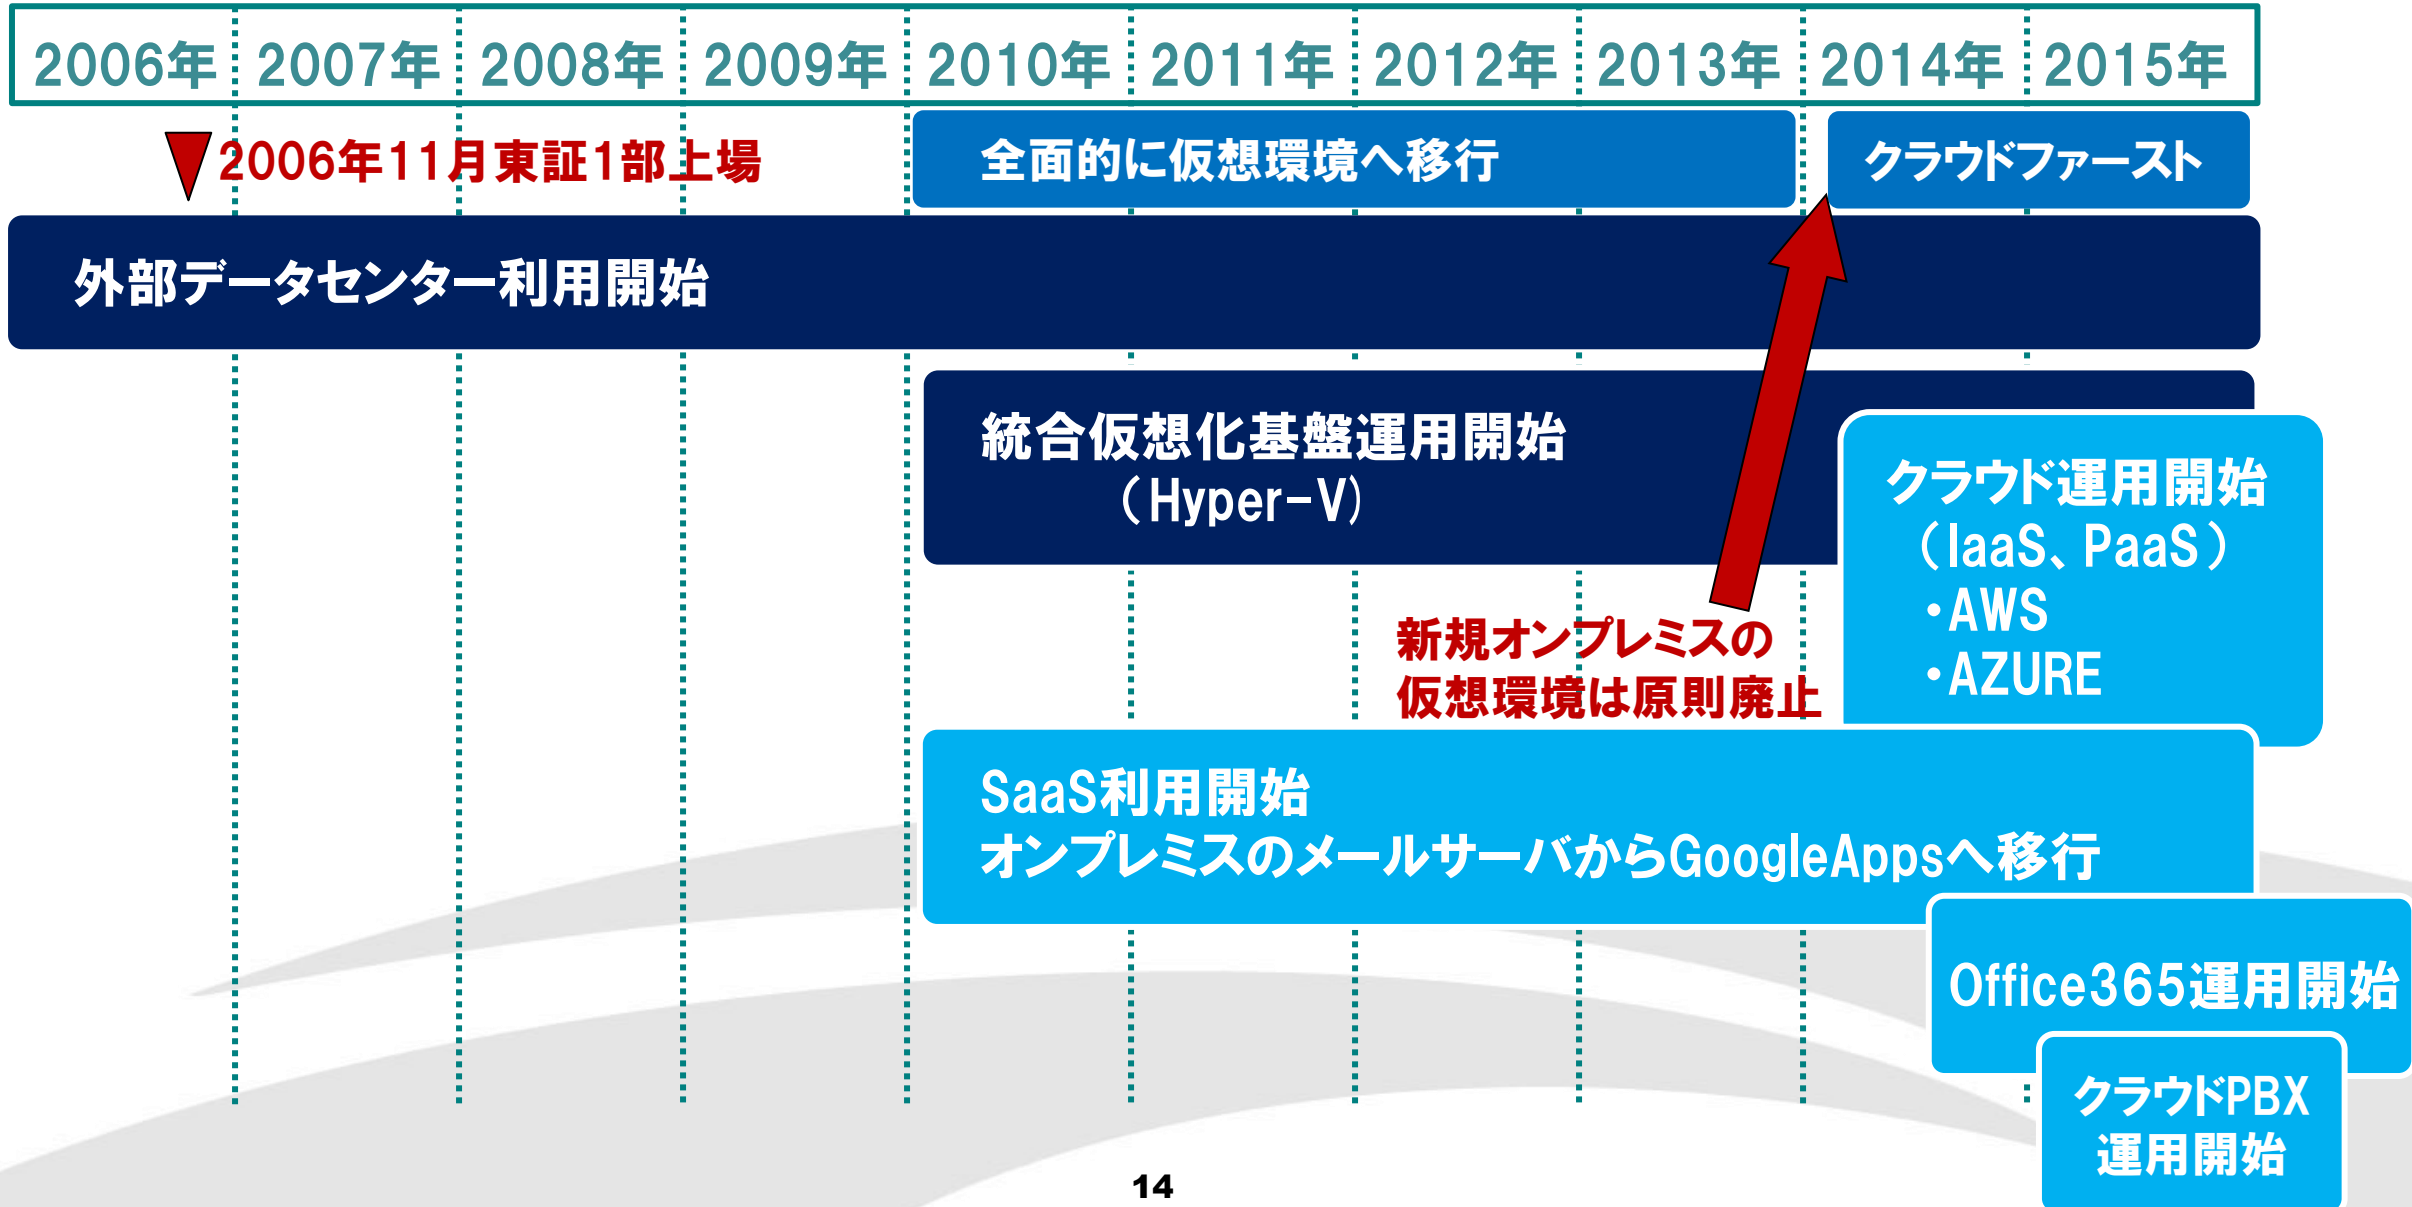 2006年 2007年 2008年 2009年 2010年 2011年 2012年 2013年 2014年 2015年
2006年11月東証1部上場
全面的に仮想環境へ移行
クラウドファースト
外部データセンター利用開始
統合仮想化基盤運用開始
（Hyper-V)
クラウド運用開始
（IaaS、PaaS）
・AWS
・AZURE
新規オンプレミスの
仮想環境は原則廃止
SaaS利用開始
オンプレミスのメールサーバからGoogleAppsへ移行
Office365運用開始
クラウドPBX
運用開始
14